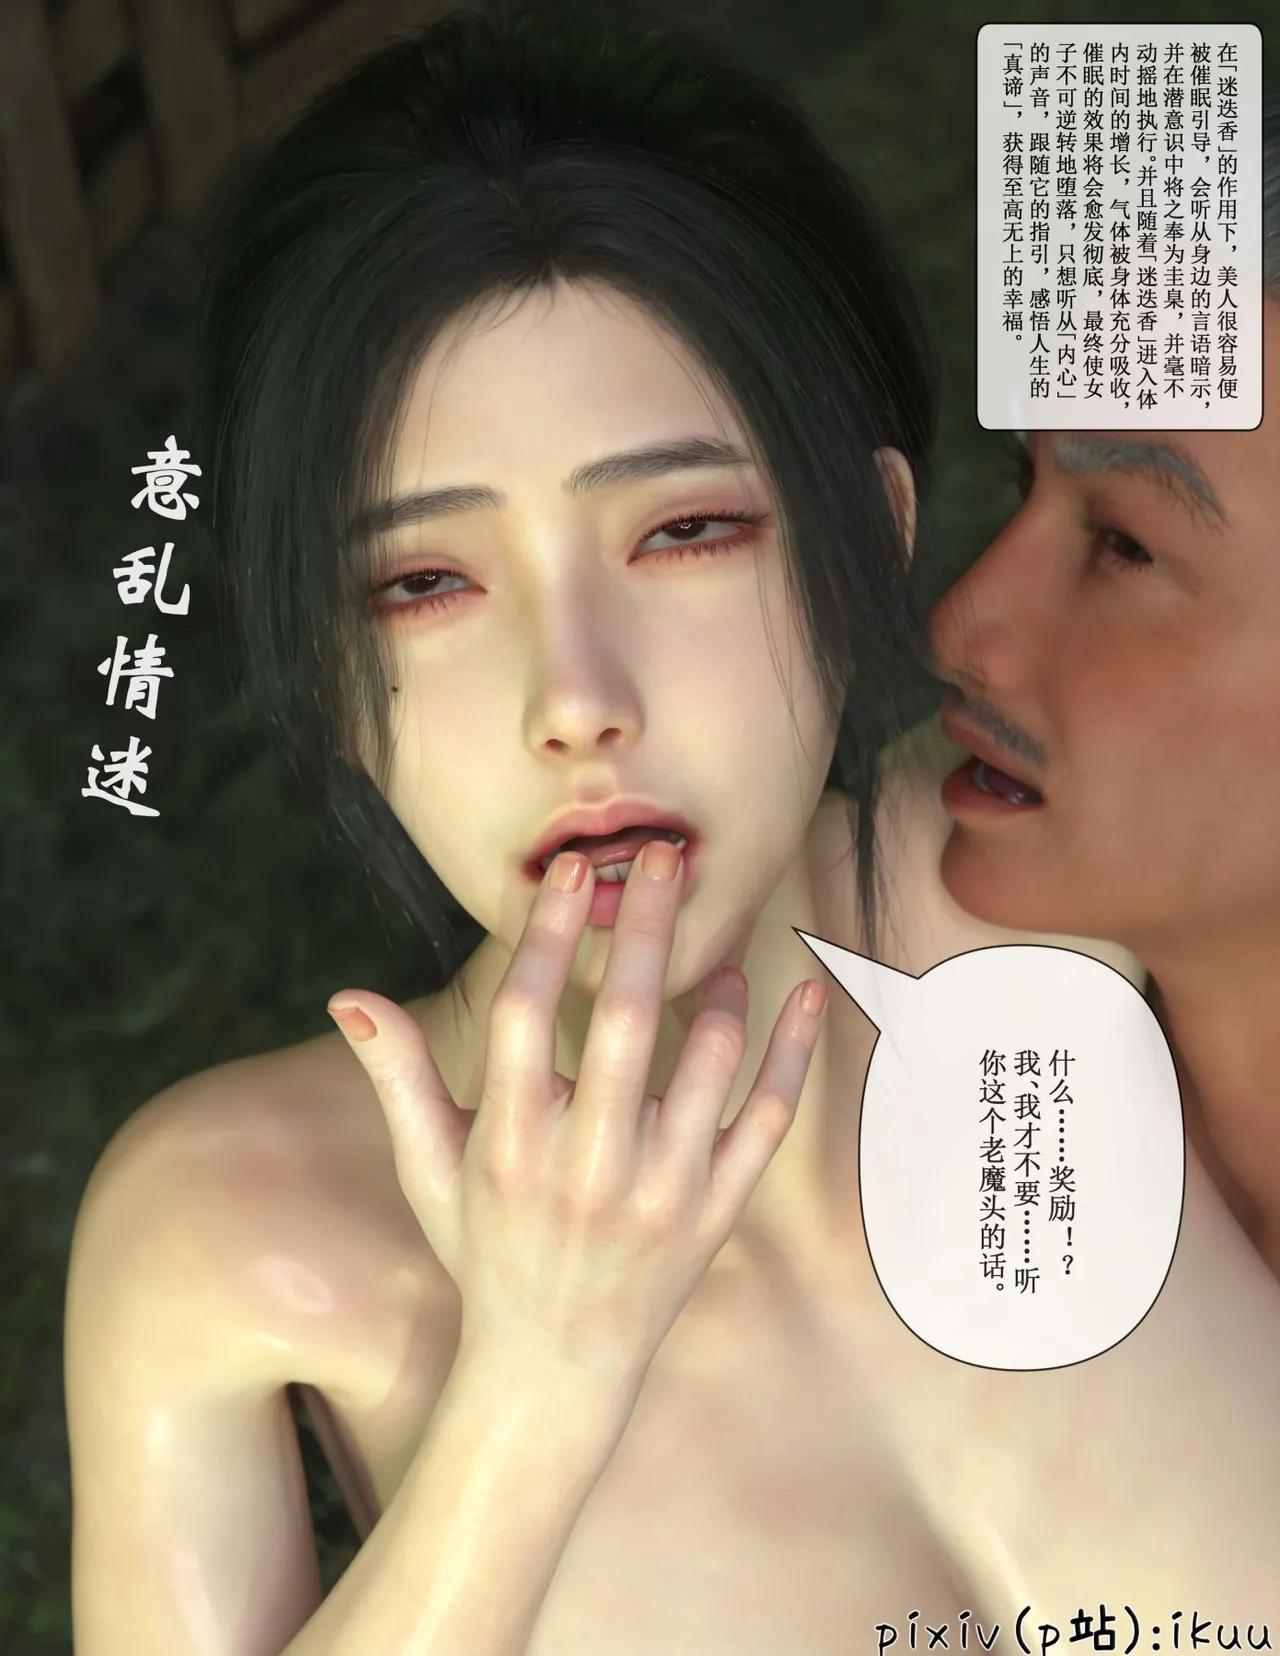 在「迷迭香」的作用下，美人很容易便
被催眠引导，会听从身边的言语暗示，
并在潜意识中将之奉为圭臬，并毫不
动摇地执行。并且随着「迷迭香」进入体
内时间的增长，气体被身体充分吸收，
催眠的效果将会愈发彻底，最终使女
子不可逆转地堕落，只想听从「内心」
的声音，跟随它的指引，感悟人生的
「真谛」，获得至高无上的幸福。
意乱情迷
什么……奖励！？
我、我才不要……听
你这个老魔头的话。
pixiv(p站):ikuu